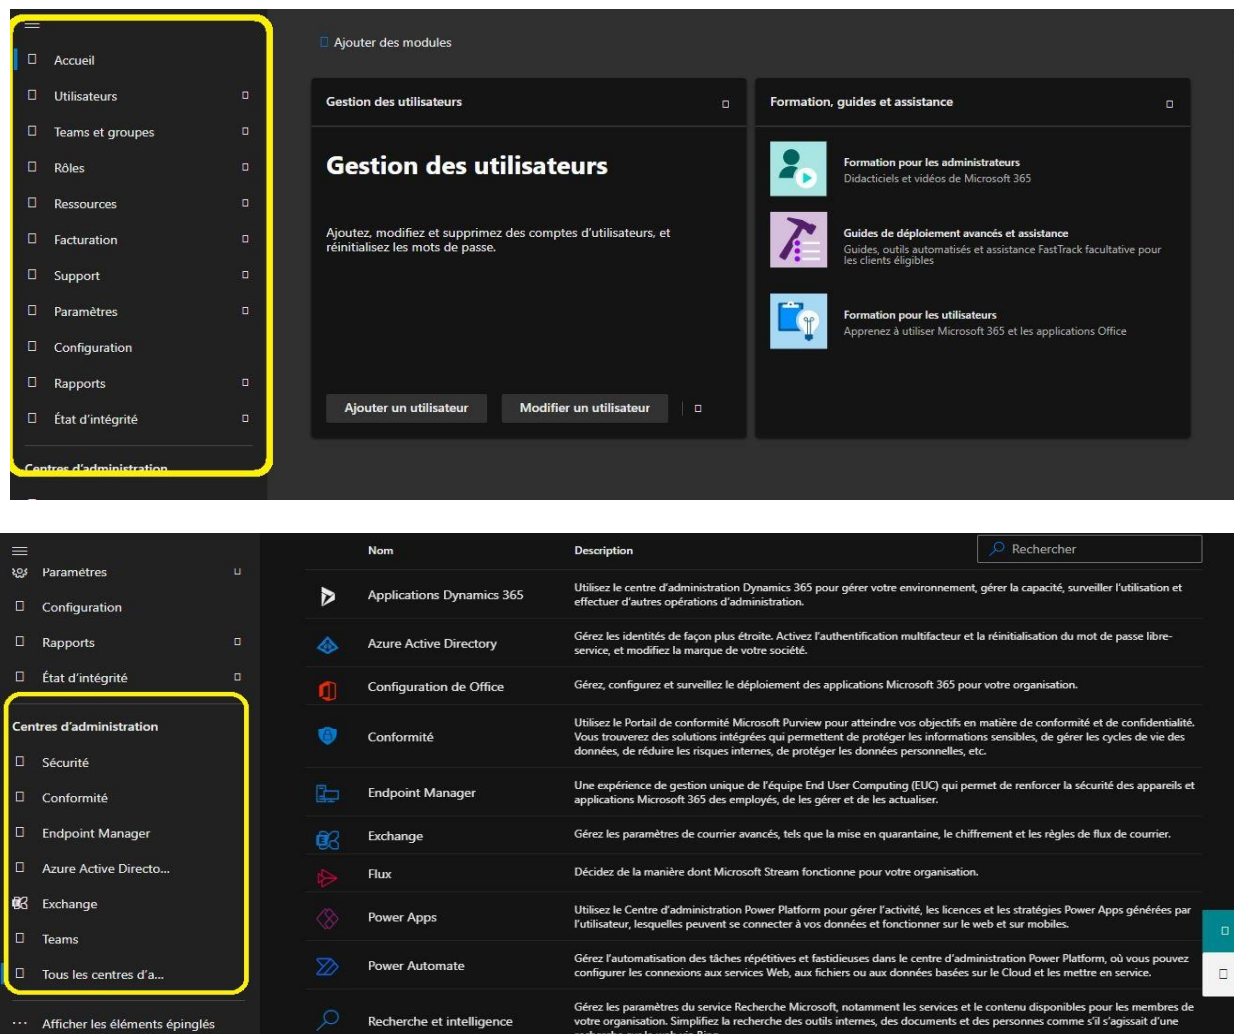 Ajouter des modules
Accueil
Utilisateurs
Teams et groupes
Rôles
Ressources
Facturation
Support
Paramètres
Configuration
Rapports
État d'intégrité
Centres d'administration
Gestion des utilisateurs
Gestion des utilisateurs
Ajoutez, modifiez et supprimez des comptes d'utilisateurs, et
réinitialisez les mots de passe.
Ajouter un utilisateur
Modifier un utilisateur
Formation, guides et assistance
Formation pour les administrateurs
Didacticiels et vidéos de Microsoft 365
Guides de déploiement avancés et assistance
Guides, outils automatisés et assistance FastTrack facultative pour
les clients éligibles
Formation pour les utilisateurs
Apprenez à utiliser Microsoft 365 et les applications Office
Paramètres
Configuration
Rapports
État d'intégrité
Centres d'administration
Sécurité
Conformité
Endpoint Manager
Azure Active Directo...
Exchange
Teams
Tous les centres d'a...
Afficher les éléments épinglés
Nom Description Rechercher
Applications Dynamics 365
Utilisez le centre d'administration Dynamics 365 pour gérer votre environnement, gérer la capacité, surveiller l'utilisation et
effectuer d'autres opérations d'administration.
Azure Active Directory
Gérez les identités de façon plus étroite. Activez l'authentification multifacteur et la réinitialisation du mot de passe libre-
service, et modifiez la marque de votre société.
Configuration de Office
Gérez, configurez et surveillez le déploiement des applications Microsoft 365 pour votre organisation.
Conformité
Utilisez le Portail de conformité Microsoft Purview pour atteindre vos objectifs en matière de conformité et de confidentialité.
Vous trouverez des solutions intégrées qui permettent de protéger les informations sensibles, de gérer les cycles de vie des
données, de réduire les risques internes, de protéger les données personnelles, etc.
Endpoint Manager
Une expérience de gestion unique de l'équipe End User Computing (EUC) qui permet de renforcer la sécurité des appareils et
applications Microsoft 365 des employés, de les gérer et de les actualiser.
Exchange
Gérez les paramètres de courrier avancés, tels que la mise en quarantaine, le chiffrement et les règles de flux de courrier.
Flux
Décidez de la manière dont Microsoft Stream fonctionne pour votre organisation.
Power Apps
Utilisez le Centre d'administration Power Platform pour gérer l'activité, les licences et les stratégies Power Apps générées par
l'utilisateur, lesquelles peuvent se connecter à vos données et fonctionner sur le web et sur mobiles.
Power Automate
Gérez l'automatisation des tâches répétitives et fastidieuses dans le centre d'administration Power Platform, où vous pouvez
configurer les connexions aux services Web, aux fichiers ou aux données basées sur le Cloud et les mettre en service.
Recherche et intelligence
Gérez les paramètres du service Recherche Microsoft, notamment les services et le contenu disponibles pour les membres de
votre organisation. Simplifiez la recherche des outils internes, des documents et des personnes comme s'il s'agissait d'une